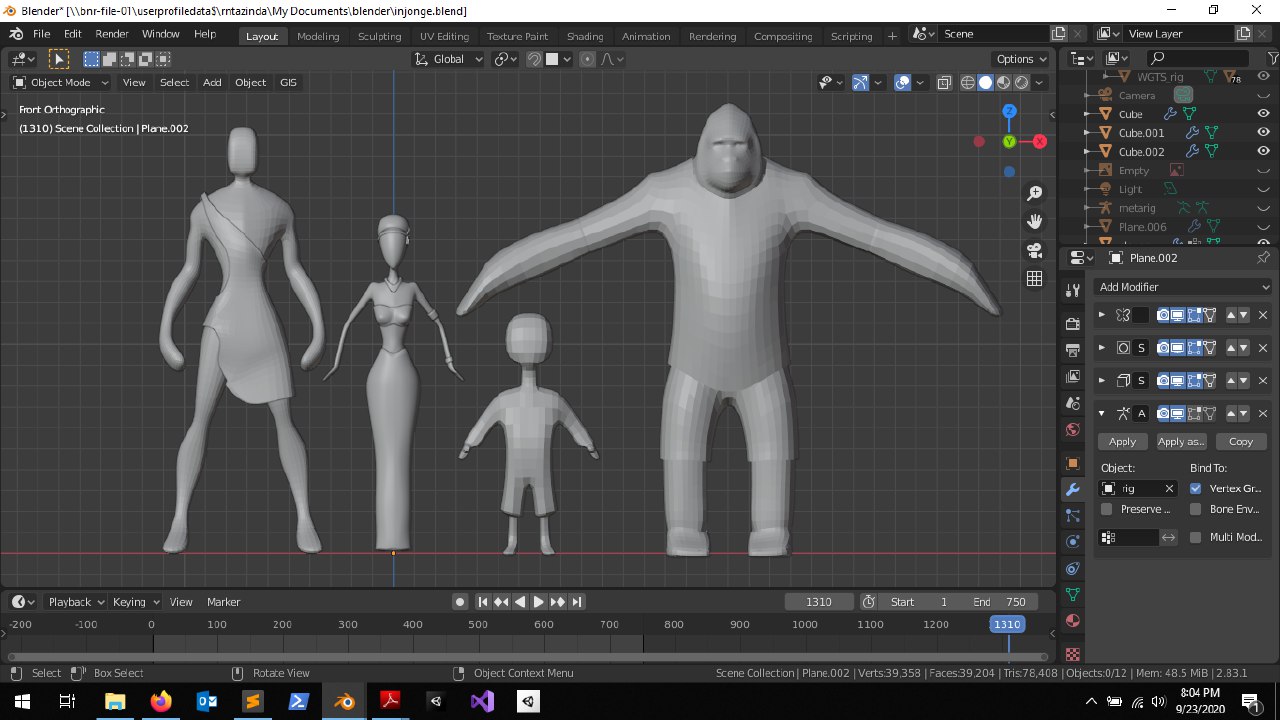 Blender* [\\bnr-file-01\userprofiledata$\rntazinda\My Documents\blender\injonge.blend]
File Edit Render Window Help Layout Modeling Sculpting UV Editing Texture Paint Shading Animation Rendering Compositing Scripting + Scene View Layer
Global Options
Object Mode View Select Add Object GIS
Front Orthographic
(1310) Scene Collection | Plane.002
Z
Y
X
WGTS rig 78
Camera
Cube
Cube.001
Cube.002
Empty
Light
metarig
Plane.006
Plane.002
Add Modifier
S
S
A
Apply Apply as... Copy
Object: Bind To:
rig Vertex Gr...
Preserve ... Bone Env...
Multi Mod...
Playback Keying View Marker 1310 Start 1 End 750
-200 -100 0 100 200 300 400 500 600 700 800 900 1000 1100 1200 1310
Select Box Select Rotate View Object Context Menu Scene Collection | Plane.002 | Verts:39,358 | Faces:39,204 | Tris:78,408 | Objects:0/12 | Mem: 48.5 MiB | 2.83.1
8:04 PM
9/23/2020
1